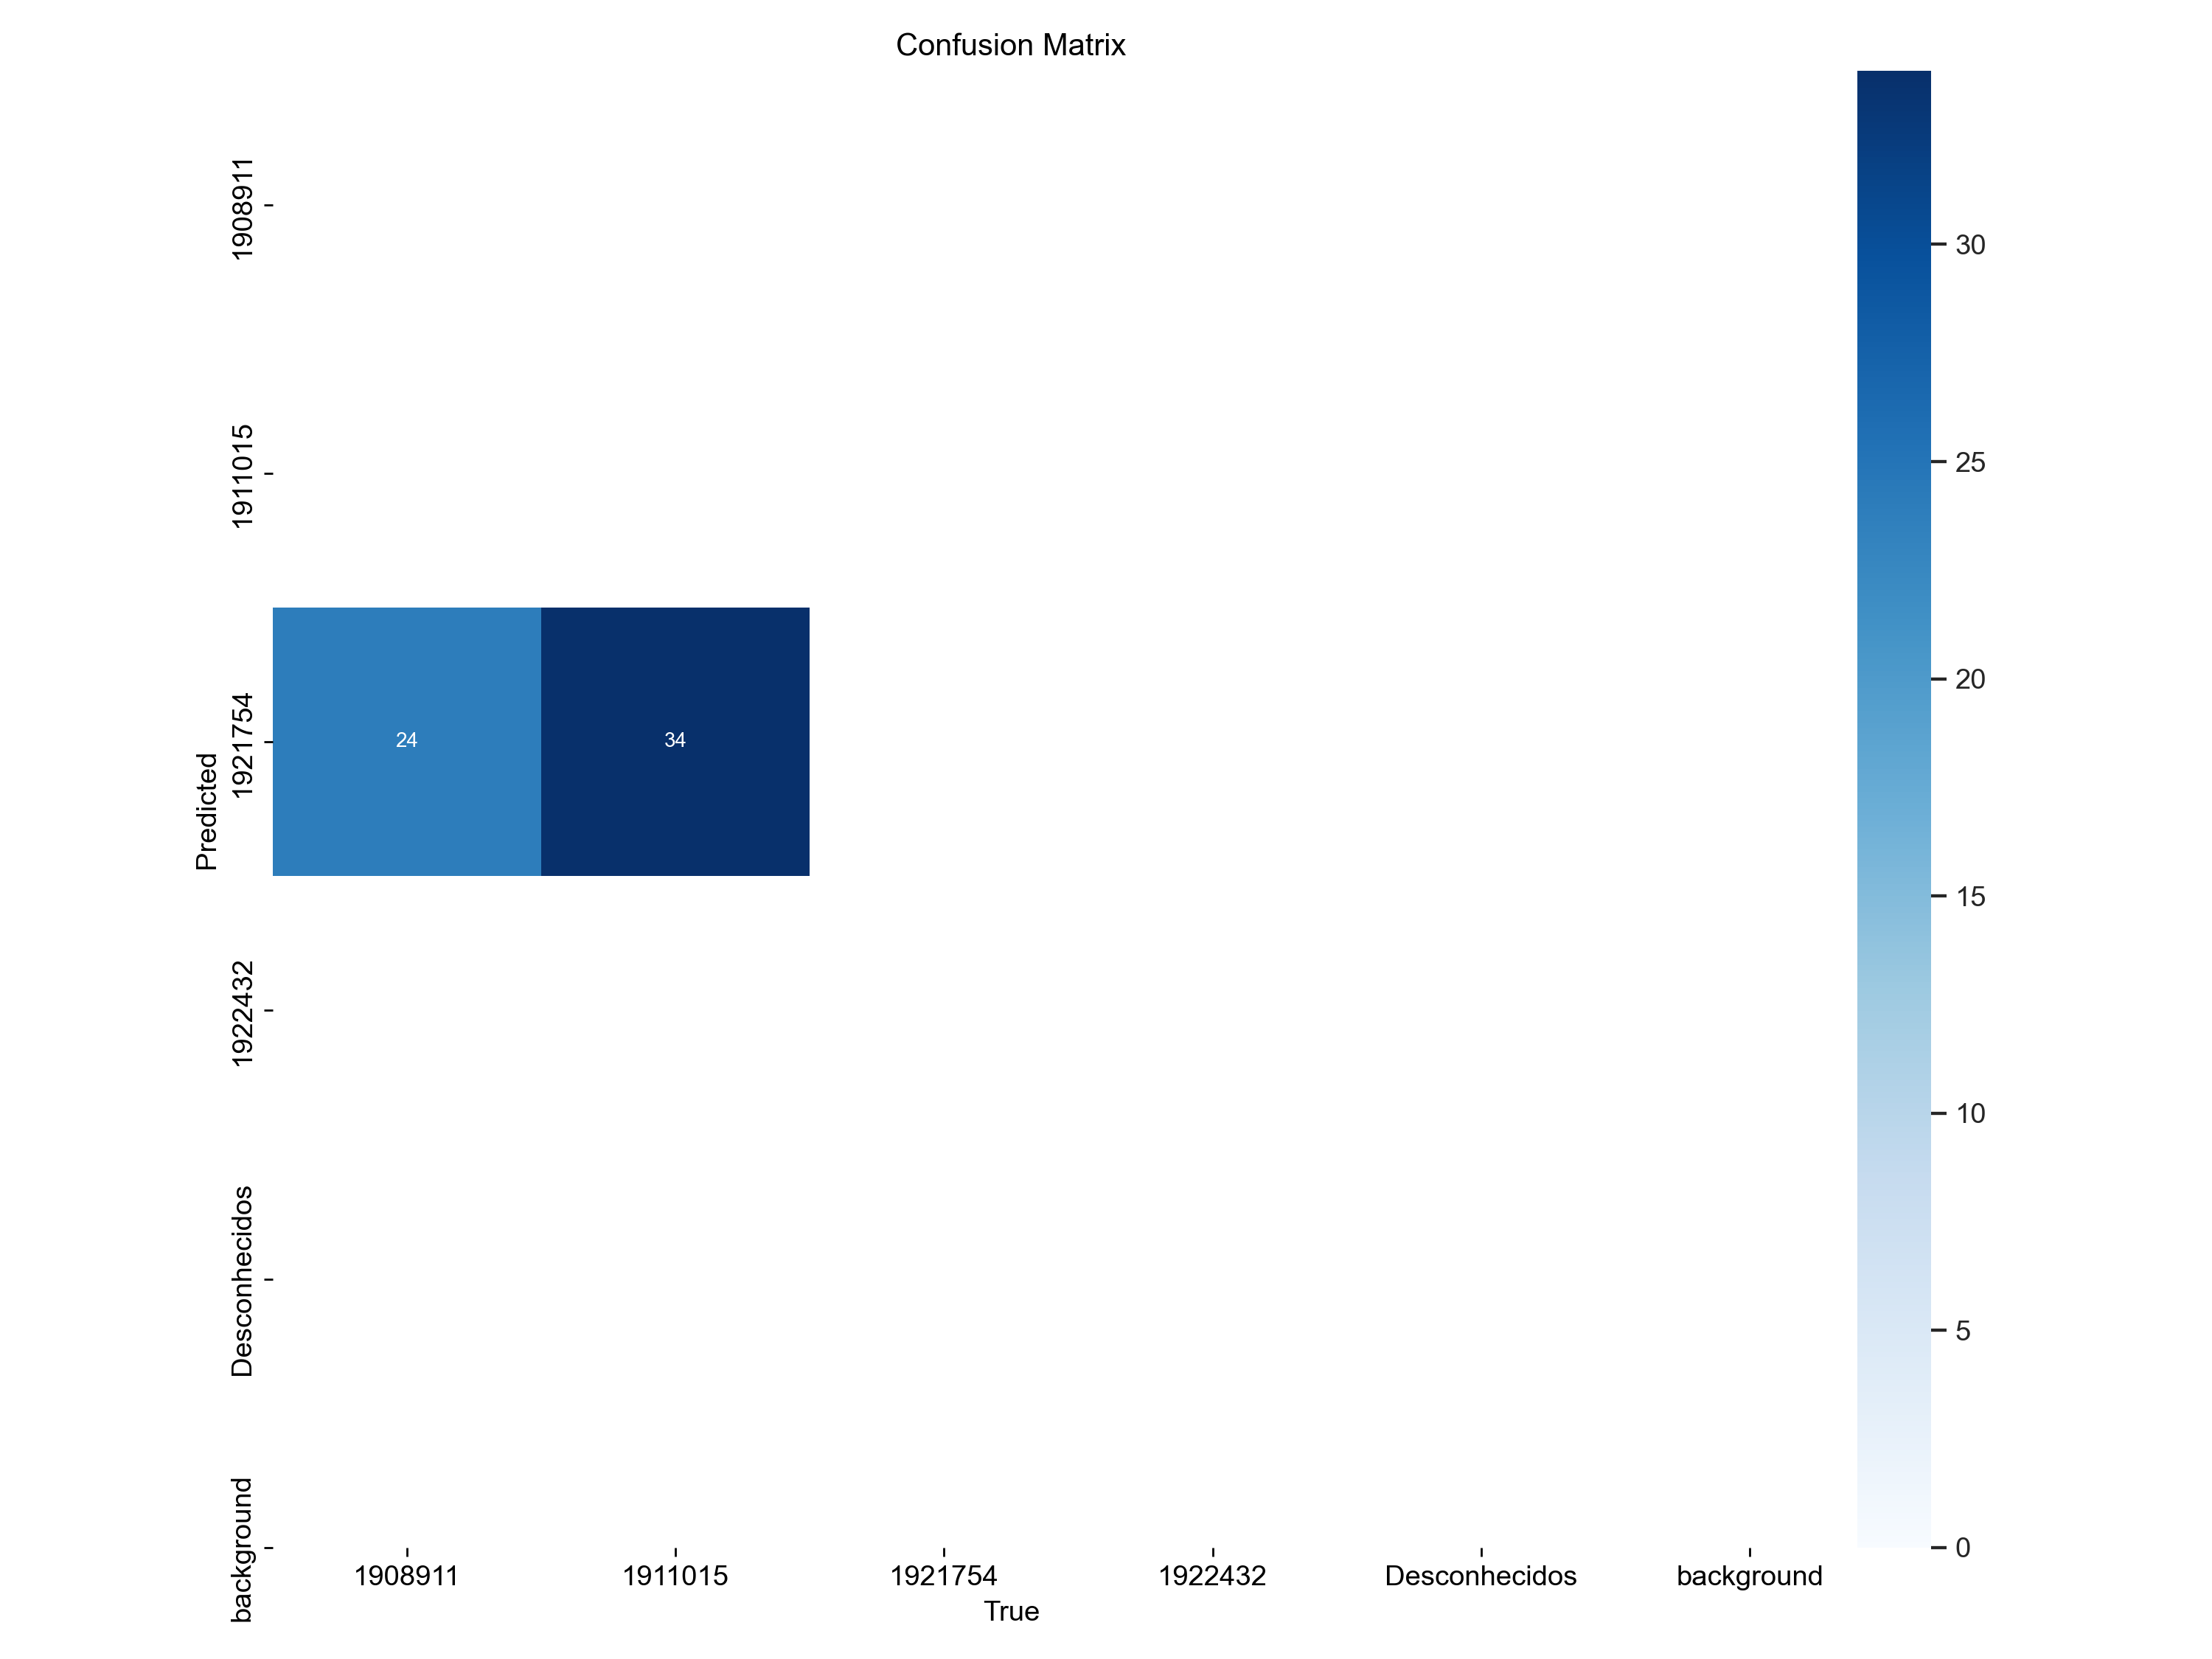 Confusion Matrix
1908911
1911015
1921754
1922432
Desconhecidos
background
Predicted
24
34
1908911
1911015
1921754
1922432
Desconhecidos
background
True
30
25
20
15
10
5
0